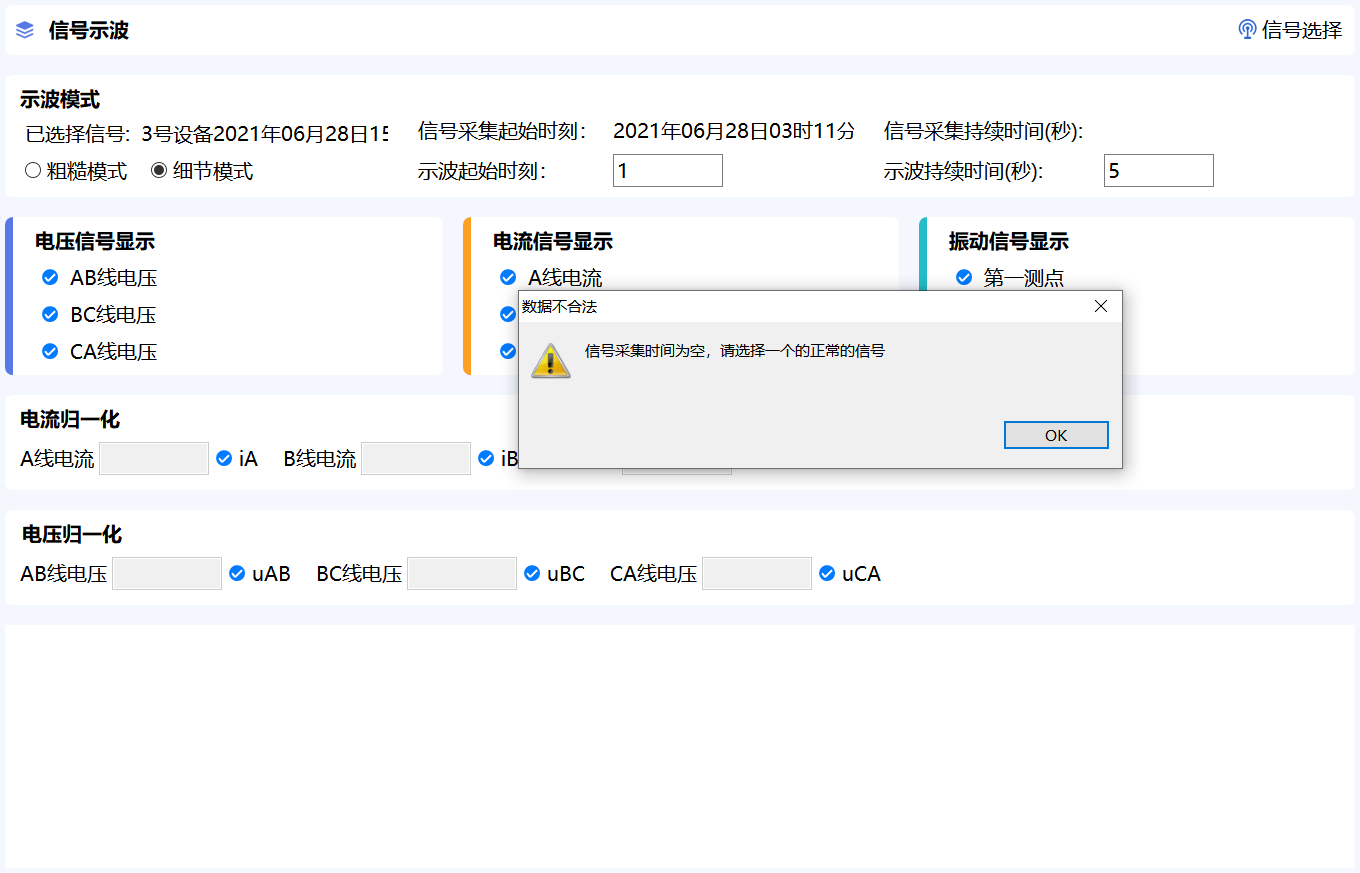 信号示波
信号选择
示波模式
已选择信号: 3号设备2021年06月28日15
信号采集起始时刻: 2021年06月28日03时11分
信号采集持续时间(秒):
粗糙模式 细节模式
示波起始时刻: 1
示波持续时间(秒): 5
电压信号显示
AB线电压
BC线电压
CA线电压
电流信号显示
A线电流
振动信号显示
第一测点
数据不合法
信号采集时间为空，请选择一个的正常的信号
OK
电流归一化
A线电流 iA B线电流 iB
电压归一化
AB线电压 uAB BC线电压 uBC CA线电压 uCA